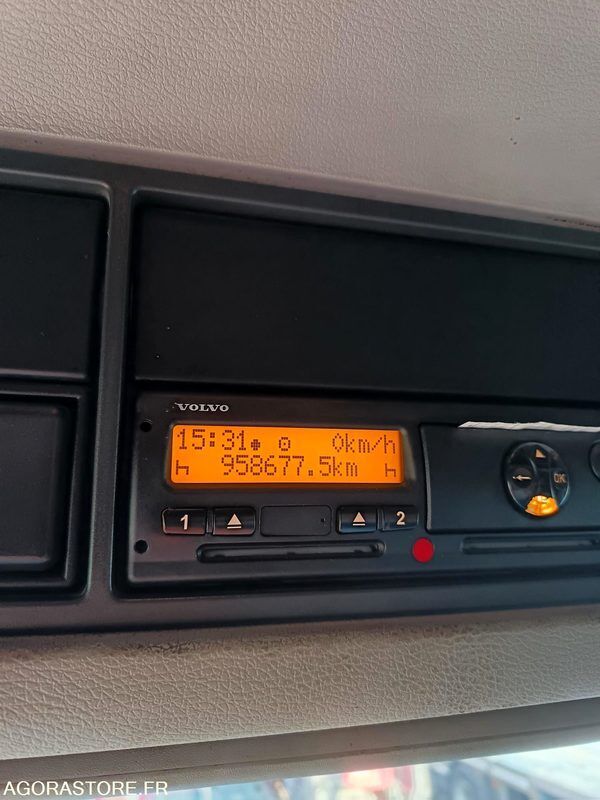 VOLVO
15:31 0km/h
958677.5km
1 2
OK
AGORASTORE.FR